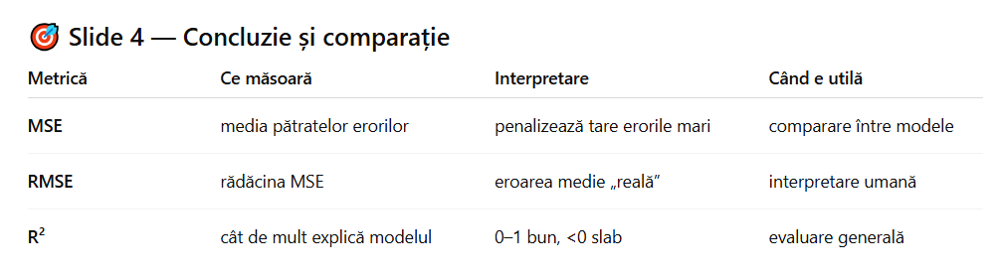 🎯 Slide 4 — Concluzie și comparație
Metrică Ce măsoară Interpretare Când e utilă
MSE media pătratelor erorilor penalizează tare erorile mari comparare între modele
RMSE rădăcina MSE eroarea medie „reală” interpretare umană
R² cât de mult explică modelul 0–1 bun, <0 slab evaluare generală